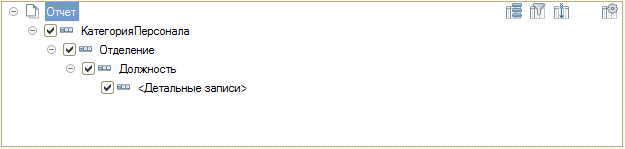 Отчет
КатегорияПерсонала
Отделение
Должность
<Детальные записи>